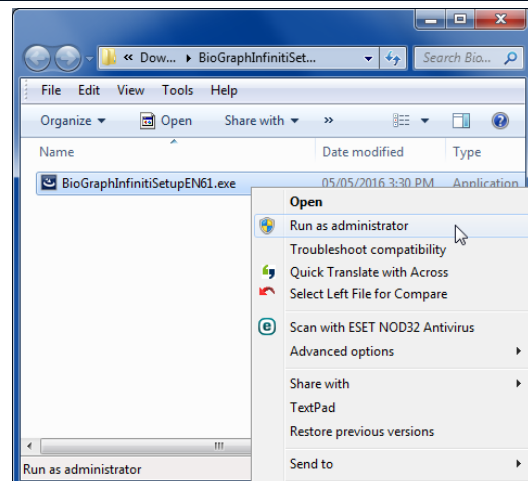 « Dow... ▸ BioGraphInfinitiSet...
Search Bio...
File Edit View Tools Help
Organize Open Share with »
Name Date modified Type
BioGraphInfinitiSetupEN61.exe 05/05/2016 3:30 PM Application
Open
Run as administrator
Troubleshoot compatibility
Quick Translate with Across
Select Left File for Compare
Scan with ESET NOD32 Antivirus
Advanced options
Share with
TextPad
Restore previous versions
Send to
Run as administrator